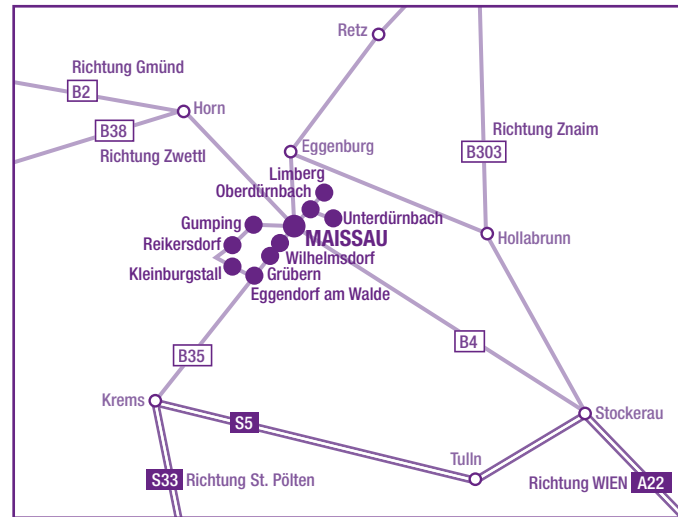 Retz
Richtung Gmünd
B2
Horn
B38
Richtung Zwettl
Richtung Znaim
B303
Eggenburg
Limberg
Oberdürnbach
Unterdürnbach
Gumping
MAISSAU
Hollabrunn
Reikersdorf
Wilhelmsdorf
Kleinburgstall
Grübern
Eggendorf am Walde
B4
B35
Krems
S5
Stockerau
Tulln
S33 Richtung St. Pölten
Richtung WIEN A22